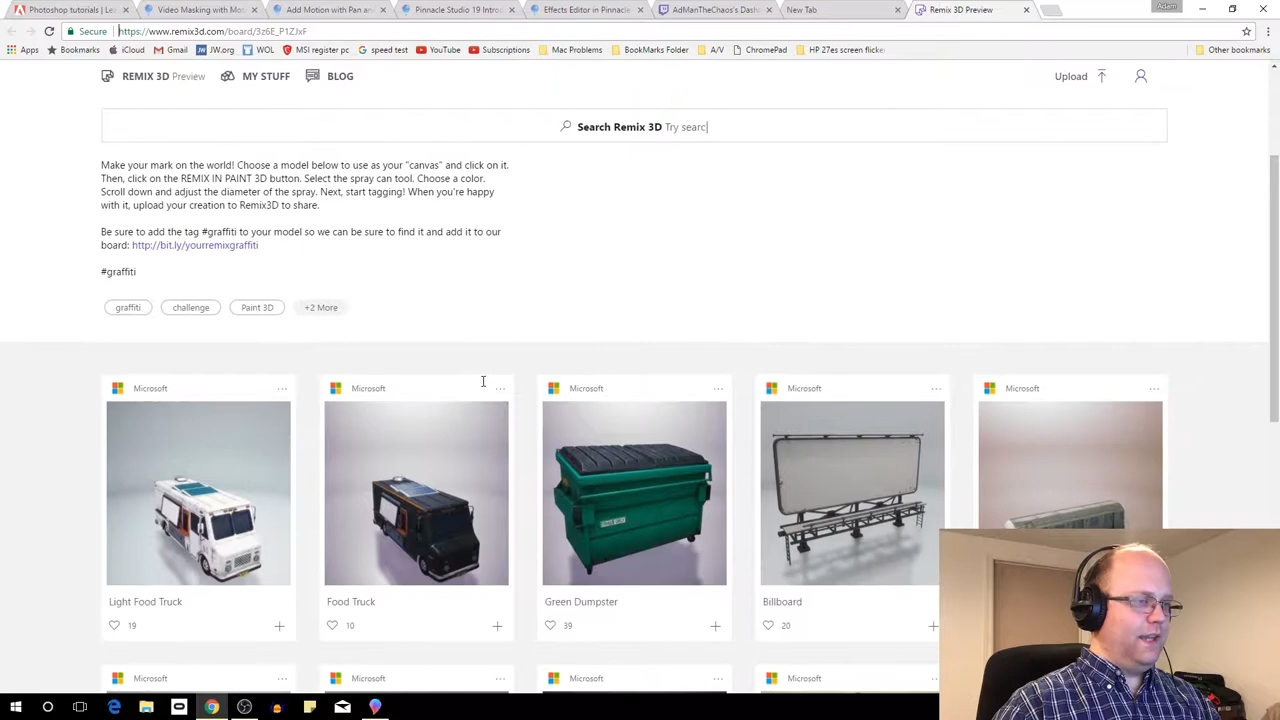 Photoshop tutorials | Le
Video Masking with Mo
Add Motion with Pan an
Pinnacle Studio 19 Intro
Effects Editor in Pinnacle
AdManTheChaos's Dash
New Tab
Remix 3D Preview
Adam
Secure
https://www.remix3d.com/board/3z6E_P1ZJxF
Apps
Bookmarks
iCloud
Gmail
JW.org
WOL
MSI register pc
speed test
YouTube
Subscriptions
Mac Problems
BookMarks Folder
A/V
ChromePad
HP 27es screen flicke
Other bookmarks
REMIX 3D Preview
MY STUFF
BLOG
Upload
Search Remix 3D Try searc
Make your mark on the world! Choose a model below to use as your "canvas" and click on it.
Then, click on the REMIX IN PAINT 3D button. Select the spray can tool. Choose a color.
Scroll down and adjust the diameter of the spray. Next, start tagging! When you're happy
with it, upload your creation to Remix3D to share.
Be sure to add the tag #graffiti to your model so we can be sure to find it and add it to our
board: http://bit.ly/yourremixgraffiti
#graffiti
graffiti
challenge
Paint 3D
+2 More
Microsoft
Microsoft
Microsoft
Microsoft
Microsoft
Light Food Truck
Food Truck
Green Dumpster
Billboard
19
10
39
20
Microsoft
Microsoft
Microsoft
Microsoft